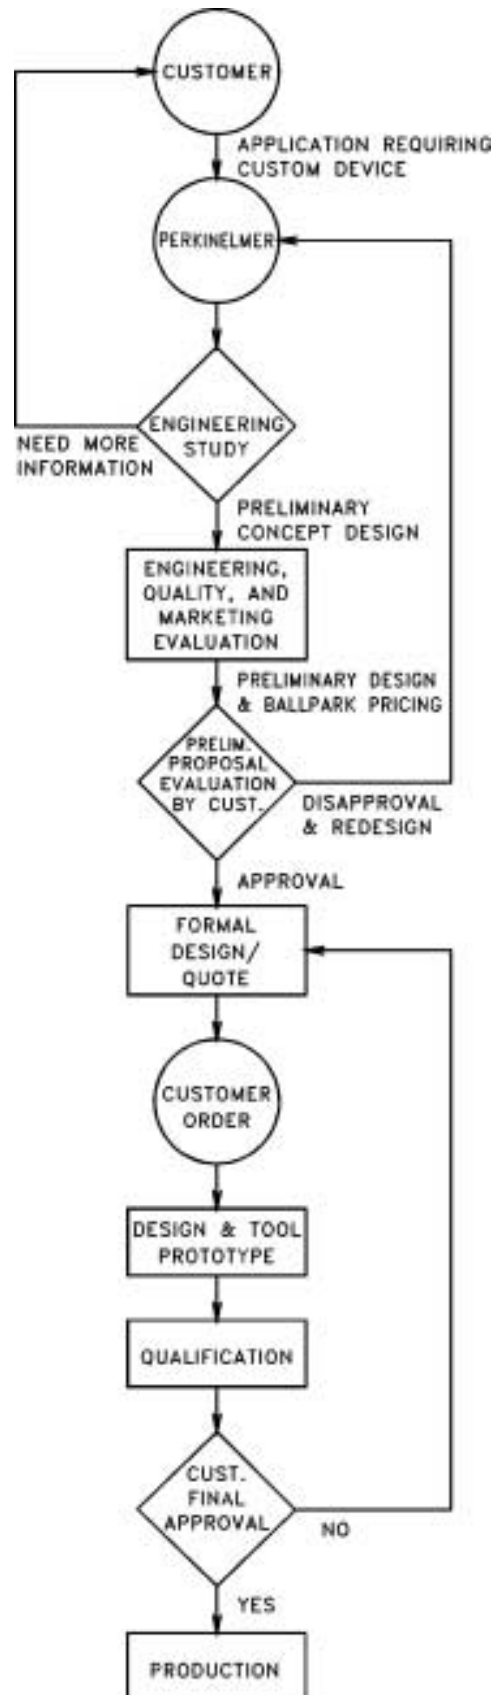 CUSTOMER
APPLICATION REQUIRING
CUSTOM DEVICE
PERKINELMER
ENGINEERING
STUDY
NEED MORE
INFORMATION
PRELIMINARY
CONCEPT DESIGN
ENGINEERING,
QUALITY, AND
MARKETING
EVALUATION
PRELIMINARY DESIGN
& BALLPARK PRICING
PRELIM.
PROPOSAL
EVALUATION
BY CUST.
DISAPPROVAL
& REDESIGN
APPROVAL
FORMAL
DESIGN/
QUOTE
CUSTOMER
ORDER
DESIGN & TOOL
PROTOTYPE
QUALIFICATION
CUST.
FINAL
APPROVAL
NO
YES
PRODUCTION